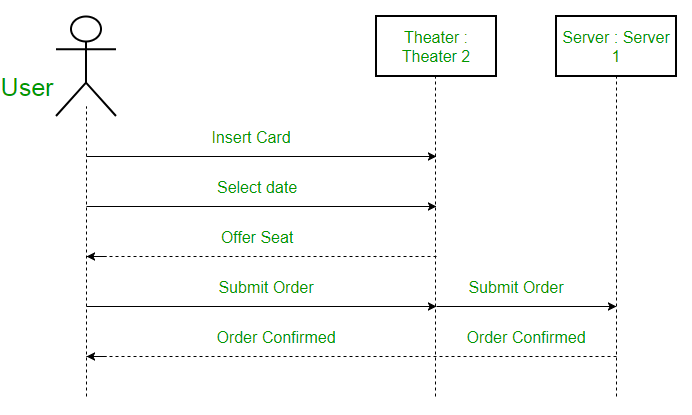 Theater :
Theater 2
Server : Server
1
User
Insert Card
Select date
Offer Seat
Submit Order
Submit Order
Order Confirmed
Order Confirmed